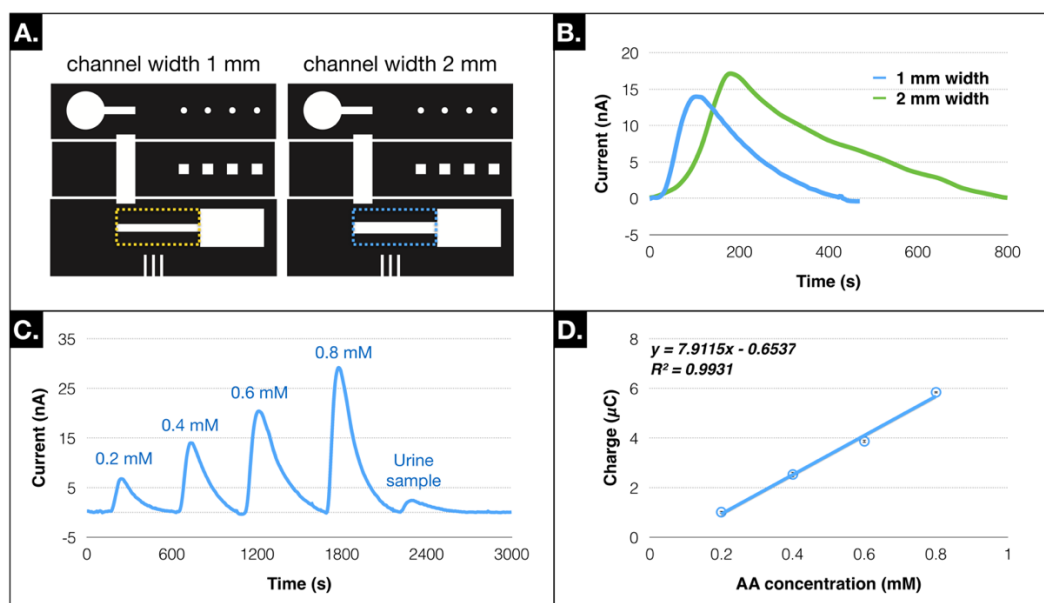 A.
channel width 1 mm
channel width 2 mm
B.
20
15
10
5
0
-5
Current (nA)
1 mm width
2 mm width
0
200
400
600
800
Time (s)
C.
35
25
15
5
-5
Current (nA)
0.2 mM
0.4 mM
0.6 mM
0.8 mM
Urine
sample
0
600
1200
1800
2400
3000
Time (s)
D.
8
6
4
2
0
Charge (µC)
y = 7.9115x - 0.6537
R² = 0.9931
0
0.2
0.4
0.6
0.8
1
AA concentration (mM)